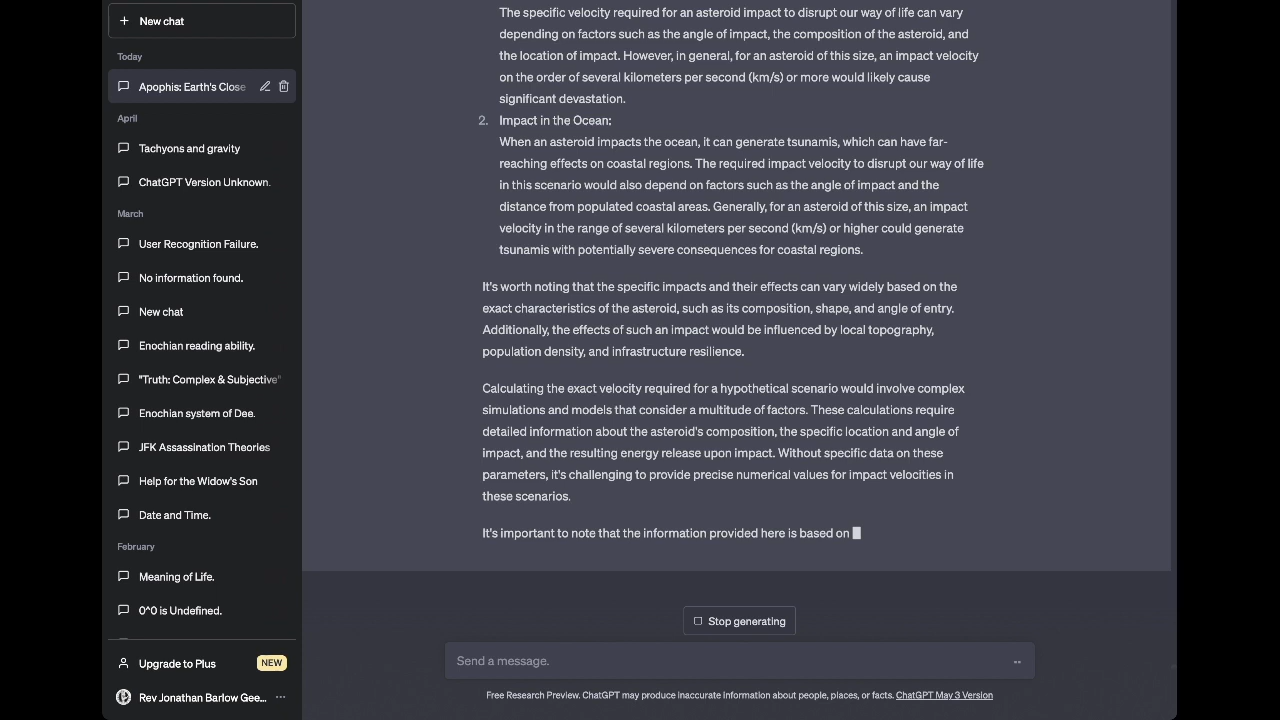 New chat
Today
Apophis: Earth's Close
April
Tachyons and gravity
ChatGPT Version Unknown.
March
User Recognition Failure.
No information found.
New chat
Enochian reading ability.
"Truth: Complex & Subjective"
Enochian system of Dee.
JFK Assassination Theories
Help for the Widow's Son
Date and Time.
February
Meaning of Life.
0^0 is Undefined.
Upgrade to Plus
NEW
Rev Jonathan Barlow Gee...
The specific velocity required for an asteroid impact to disrupt our way of life can vary
depending on factors such as the angle of impact, the composition of the asteroid, and
the location of impact. However, in general, for an asteroid of this size, an impact velocity
on the order of several kilometers per second (km/s) or more would likely cause
significant devastation.
2. Impact in the Ocean:
When an asteroid impacts the ocean, it can generate tsunamis, which can have far-
reaching effects on coastal regions. The required impact velocity to disrupt our way of life
in this scenario would also depend on factors such as the angle of impact and the
distance from populated coastal areas. Generally, for an asteroid of this size, an impact
velocity in the range of several kilometers per second (km/s) or higher could generate
tsunamis with potentially severe consequences for coastal regions.
It's worth noting that the specific impacts and their effects can vary widely based on the
exact characteristics of the asteroid, such as its composition, shape, and angle of entry.
Additionally, the effects of such an impact would be influenced by local topography,
population density, and infrastructure resilience.
Calculating the exact velocity required for a hypothetical scenario would involve complex
simulations and models that consider a multitude of factors. These calculations require
detailed information about the asteroid's composition, the specific location and angle of
impact, and the resulting energy release upon impact. Without specific data on these
parameters, it's challenging to provide precise numerical values for impact velocities in
these scenarios.
It's important to note that the information provided here is based on
Stop generating
Send a message.
Free Research Preview. ChatGPT may produce inaccurate information about people, places, or facts. ChatGPT May 3 Version